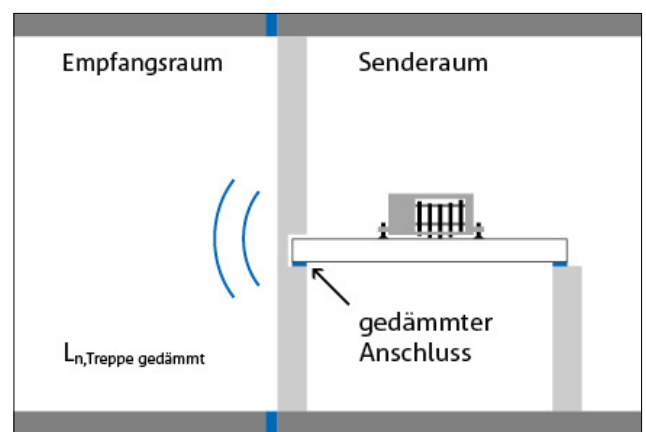 Empfangsraum
Senderaum
gedämmter
Anschluss
Ln,Treppe gedämmt